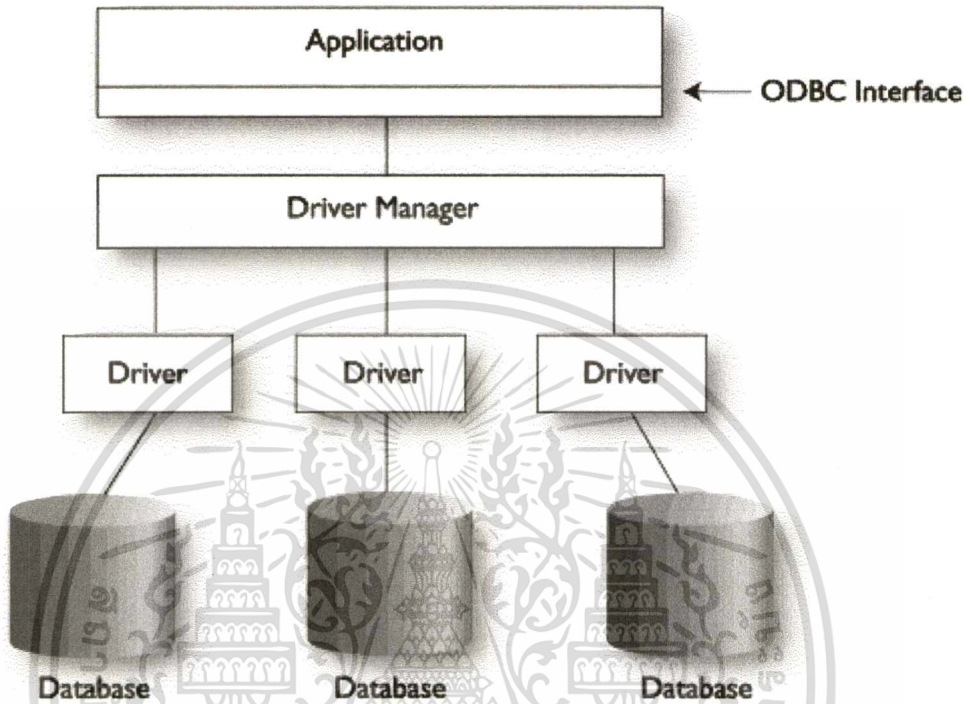 Application
ODBC Interface
Driver Manager
Driver Driver Driver
Database Database Database